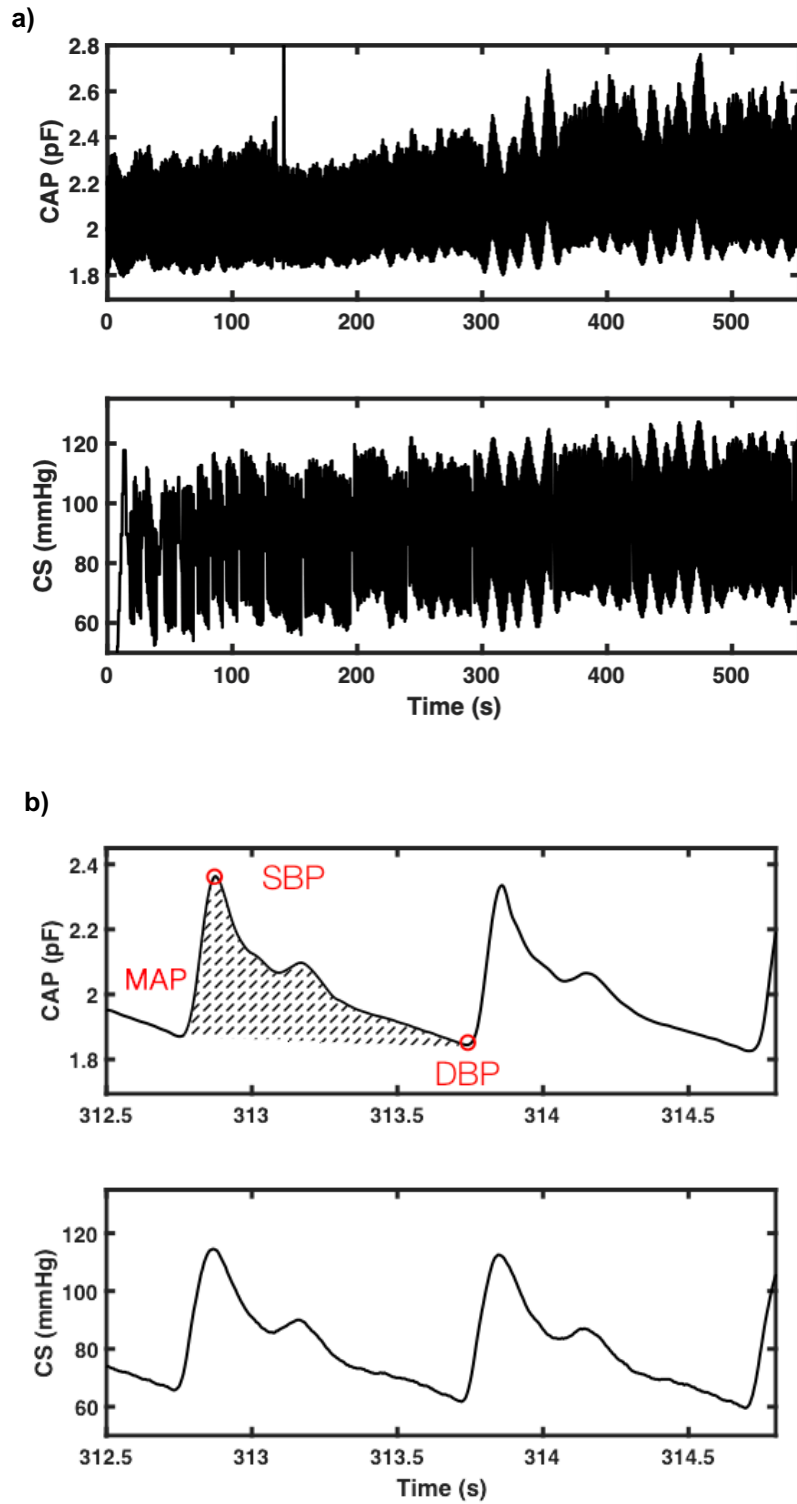 a)
2.8
2.6
2.4
2.2
2
1.8
CAP (pF)
0 100 200 300 400 500
120
100
80
60
CS (mmHg)
0 100 200 300 400 500
Time (s)
b)
2.4
2.2
2
1.8
CAP (pF)
SBP
MAP
DBP
312.5 313 313.5 314 314.5
120
100
80
60
CS (mmHg)
312.5 313 313.5 314 314.5
Time (s)